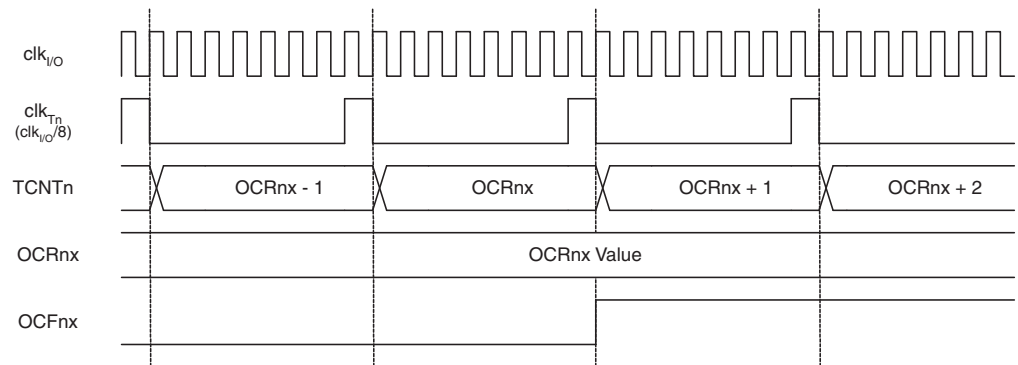 clkI/O
clkTn
(clkI/O/8)
TCNTn OCRnx - 1 OCRnx OCRnx + 1 OCRnx + 2
OCRnx OCRnx Value
OCFnx